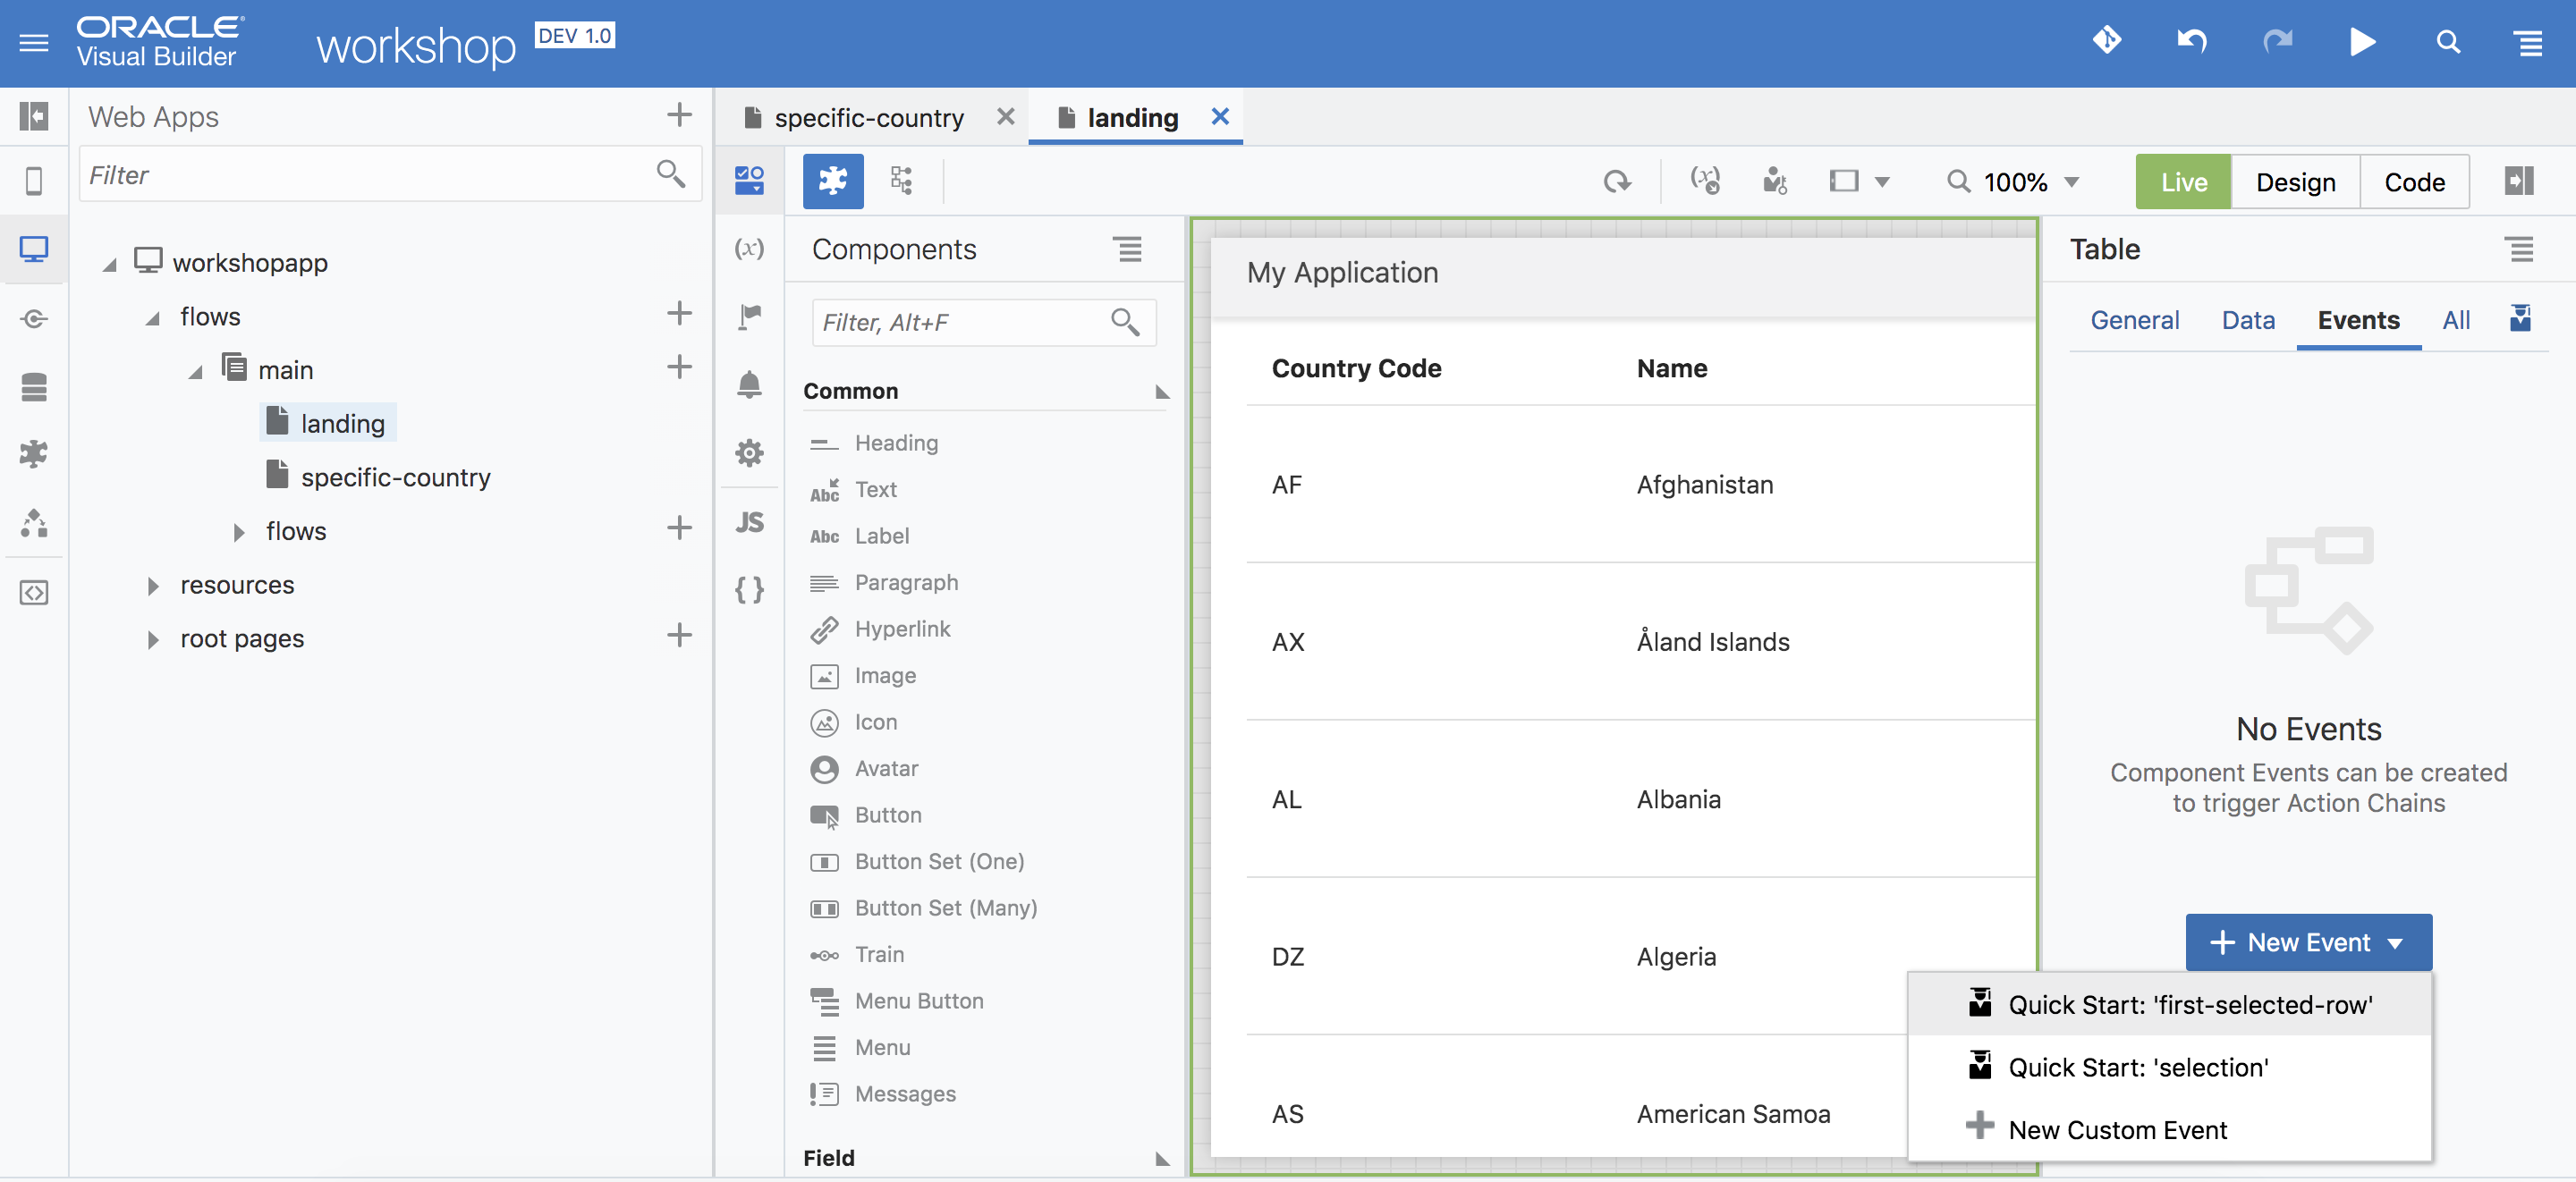 ORACLE
Visual Builder
workshop
DEV 1.0
Web Apps
Filter
workshopapp
flows
main
landing
specific-country
flows
resources
root pages
specific-country
landing
100%
Live
Design
Code
(x)
JS
{ }
Components
Filter, Alt+F
Common
Heading
Abc Text
Abc Label
Paragraph
Hyperlink
Image
Icon
Avatar
Button
Button Set (One)
Button Set (Many)
Train
Menu Button
Menu
Messages
Field
My Application
Country Code Name
AF Afghanistan
AX Åland Islands
AL Albania
DZ Algeria
AS American Samoa
Table
General Data Events All
No Events
Component Events can be created
to trigger Action Chains
+ New Event
Quick Start: 'first-selected-row'
Quick Start: 'selection'
New Custom Event